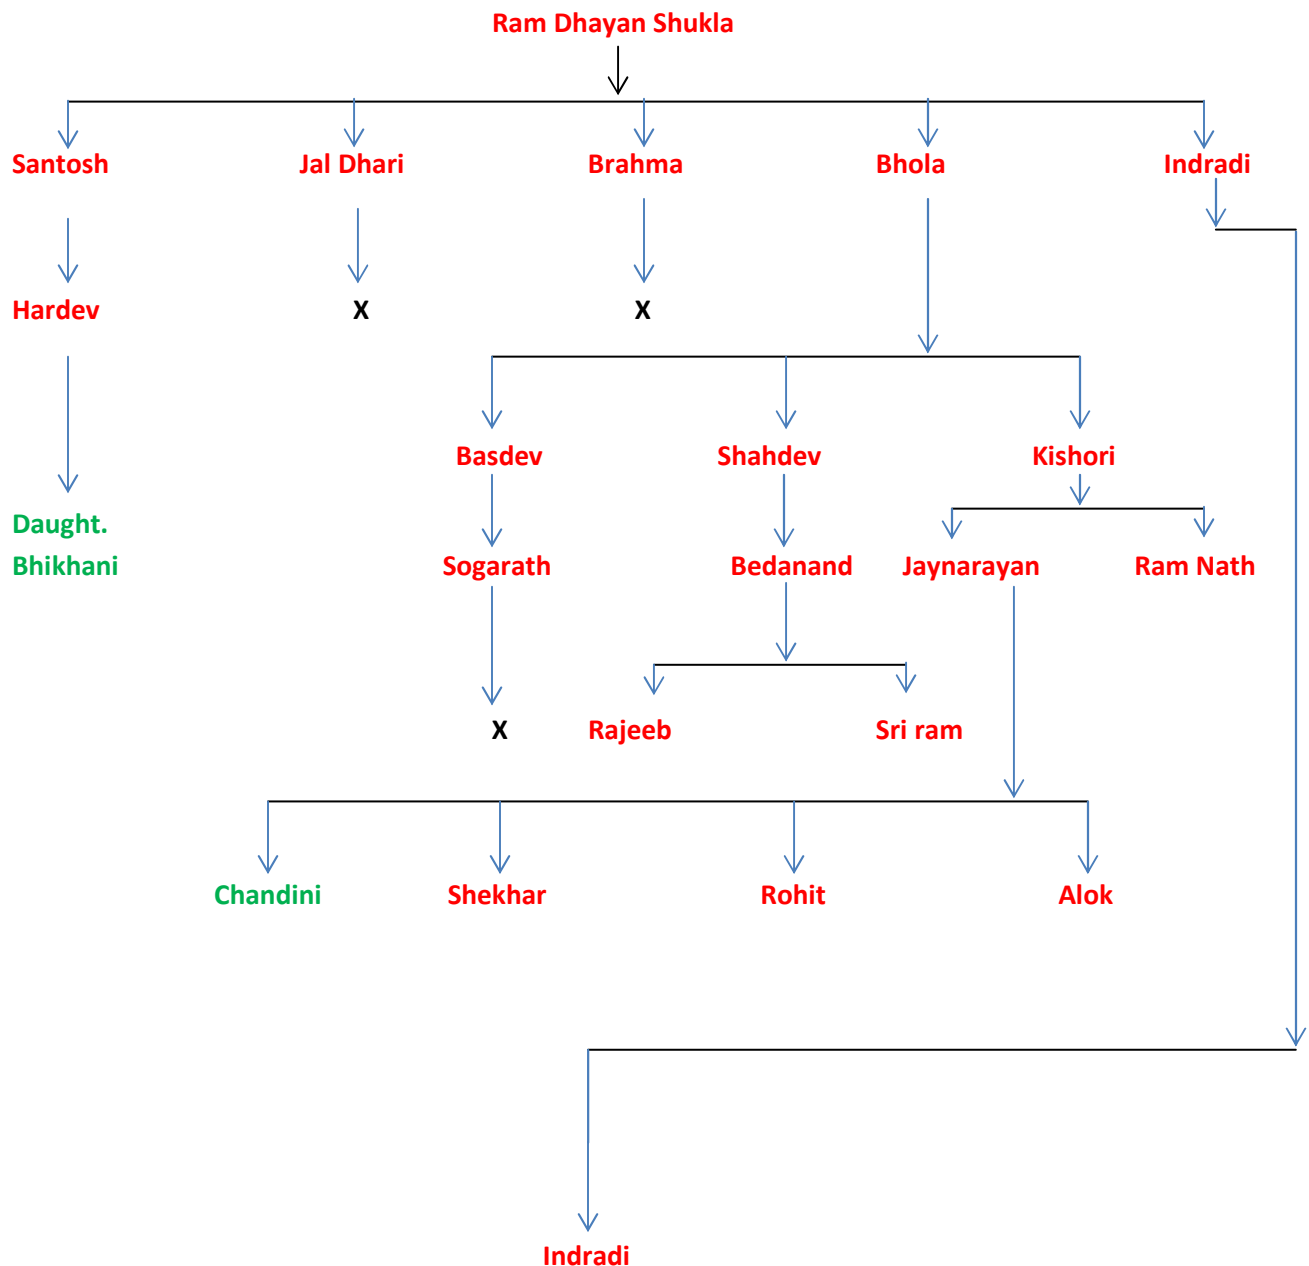 Ram Dhayan Shukla
Santosh Jal Dhari Brahma Bhola Indradi
Hardev X X
Basdev Shahdev Kishori
Daught.
Bhikhani Sogarath Bedanand Jaynarayan Ram Nath
X Rajeeb Sri ram
Chandini Shekhar Rohit Alok
Indradi